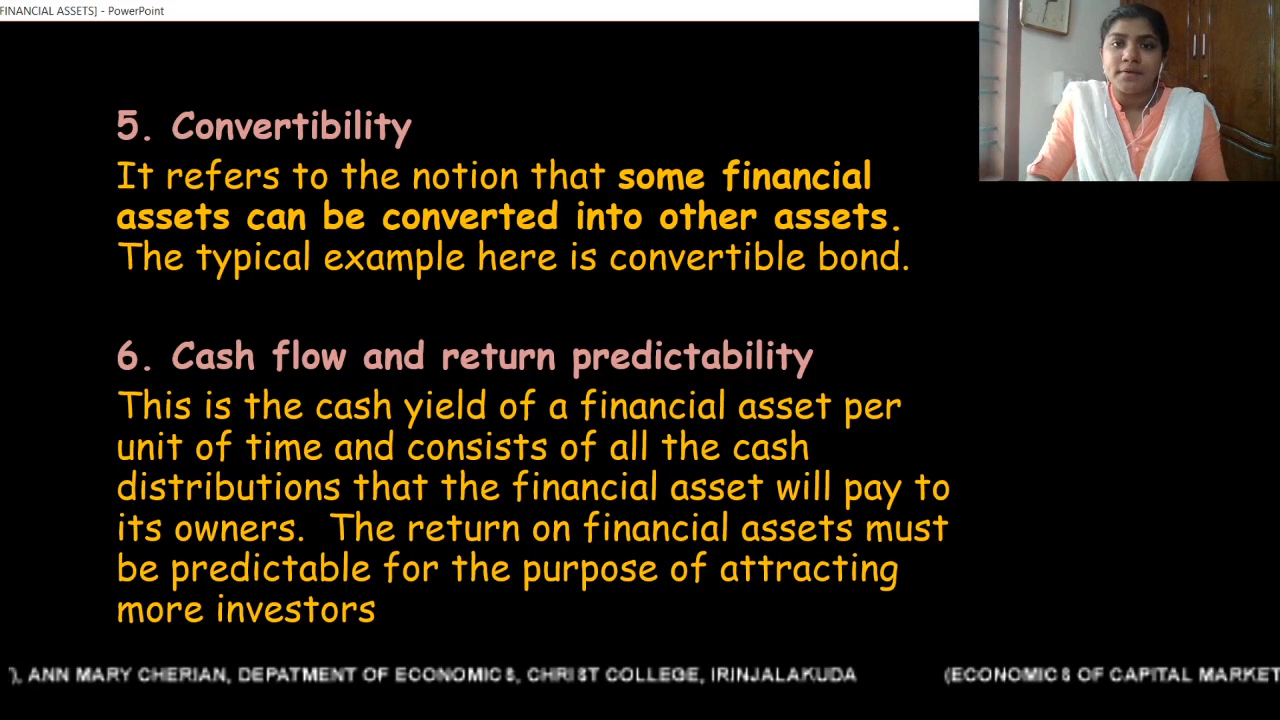 FINANCIAL ASSETS] - PowerPoint
5. Convertibility
It refers to the notion that some financial
assets can be converted into other assets.
The typical example here is convertible bond.
6. Cash flow and return predictability
This is the cash yield of a financial asset per
unit of time and consists of all the cash
distributions that the financial asset will pay to
its owners.  The return on financial assets must
be predictable for the purpose of attracting
more investors
'), ANN MARY CHERIAN, DEPATMENT OF ECONOMICS, CHRIST COLLEGE, IRINJALAKUDA (ECONOMICS OF CAPITAL MARKET